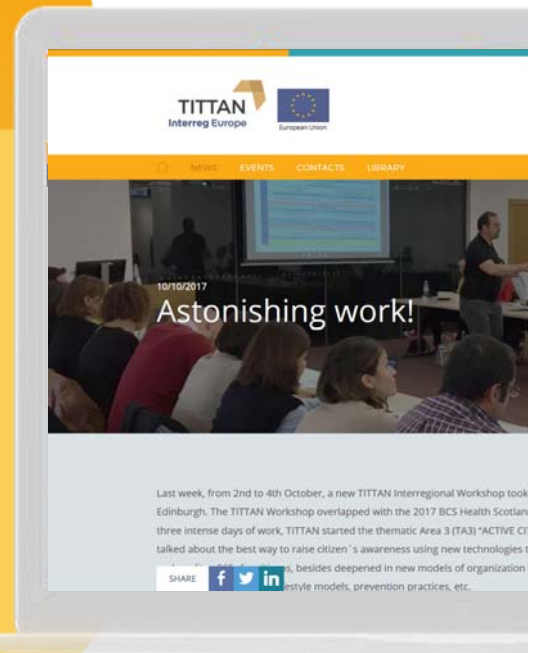 TITTAN
Interreg Europe
European Union
NEWS EVENTS CONTACTS LIBRARY
10/10/2017
Astonishing work!
Last week, from 2nd to 4th October, a new TITTAN Interregional Workshop took
Edinburgh. The TITTAN Workshop overlapped with the 2017 BCS Health Scotlan
three intense days of work, TITTAN started the thematic Area 3 (TA3) "ACTIVE CI
talked about the best way to raise citizen`s awareness using new technologies t
besides deepened in new models of organization
SHARE f in
estyle models, prevention practices, etc.